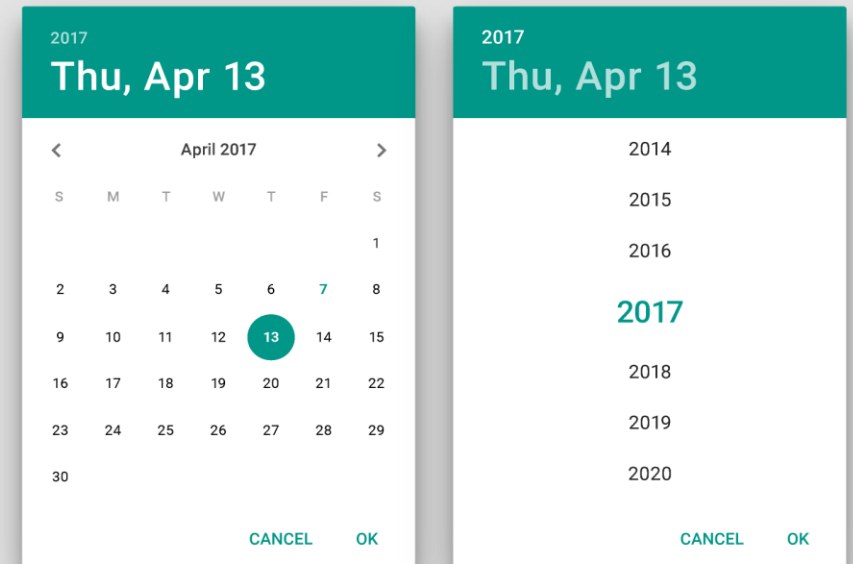 2017
Thu, Apr 13
April 2017
S M T W T F S
1
2 3 4 5 6 7 8
9 10 11 12 13 14 15
16 17 18 19 20 21 22
23 24 25 26 27 28 29
30
CANCEL OK
2017
Thu, Apr 13
2014
2015
2016
2017
2018
2019
2020
CANCEL OK